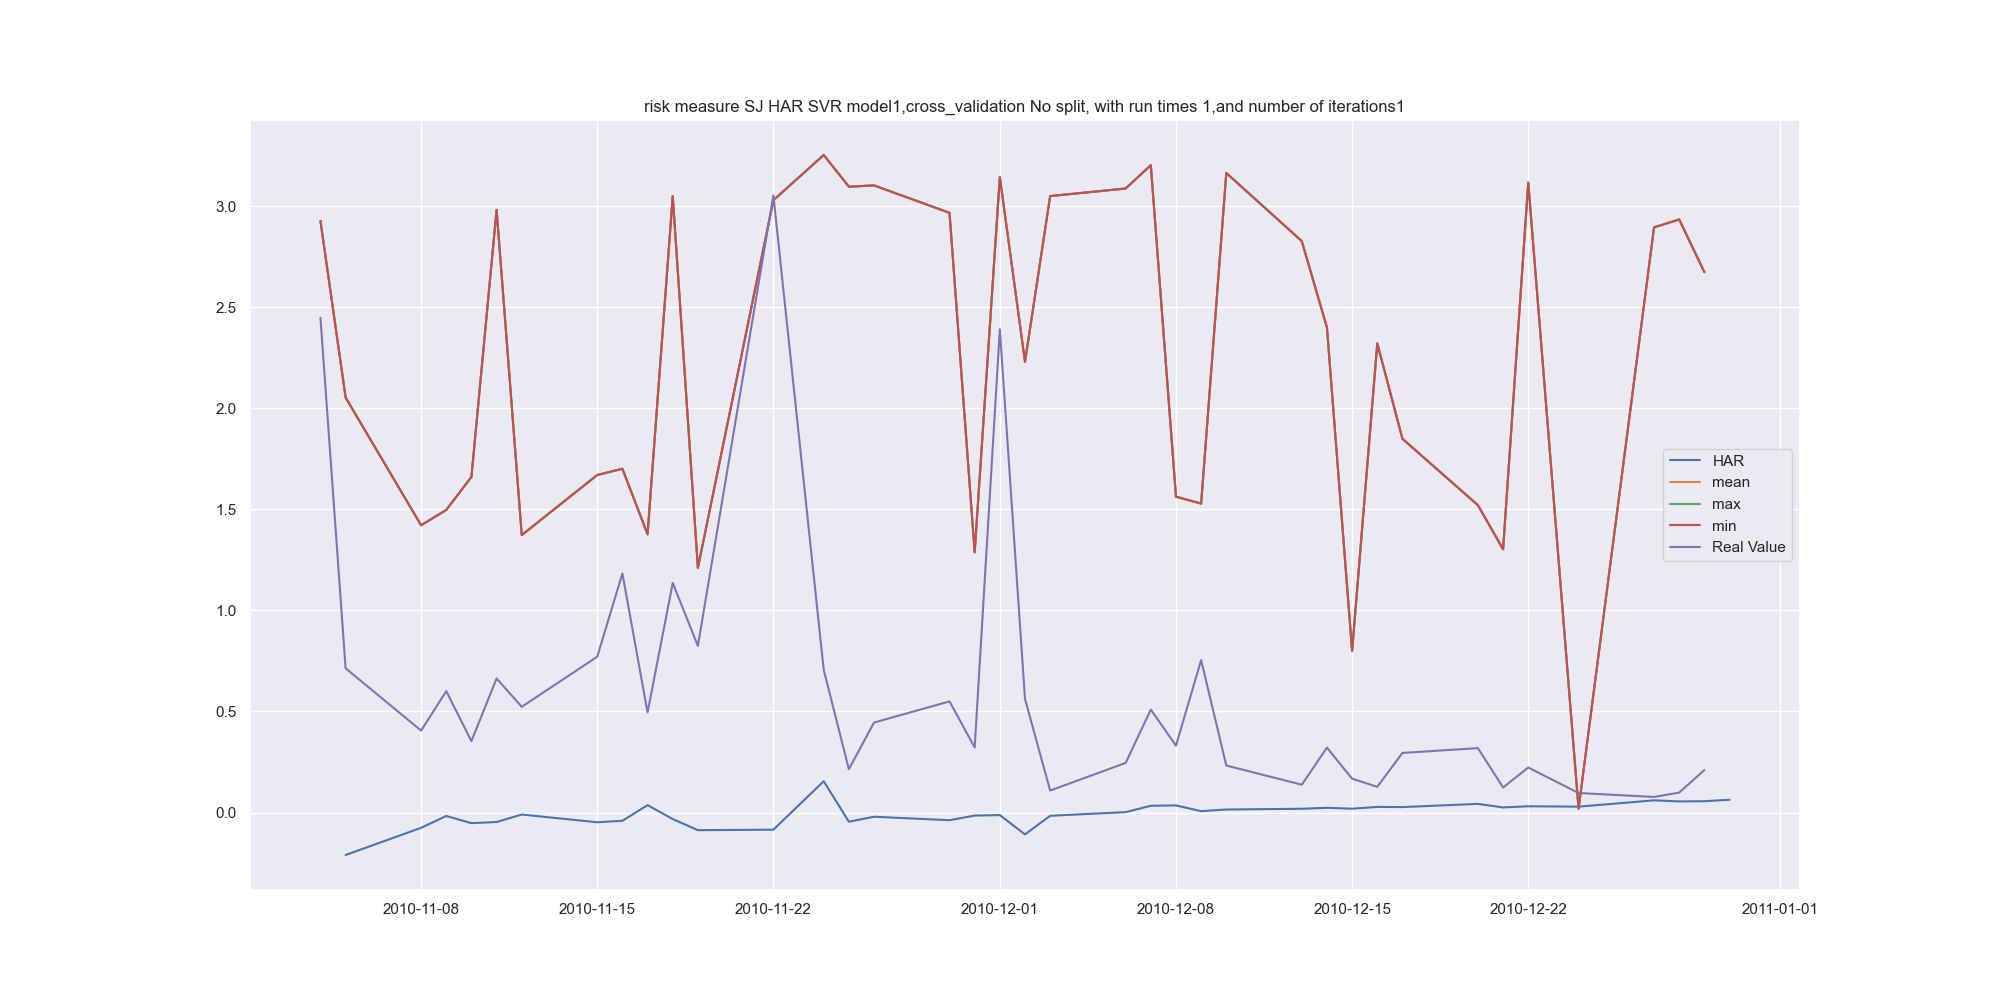 risk measure SJ HAR SVR model1,cross_validation No split, with run times 1,and number of iterations1
3.0
2.5
2.0
1.5
1.0
0.5
0.0
HAR
mean
max
min
Real Value
2010-11-08 2010-11-15 2010-11-22 2010-12-01 2010-12-08 2010-12-15 2010-12-22 2011-01-01